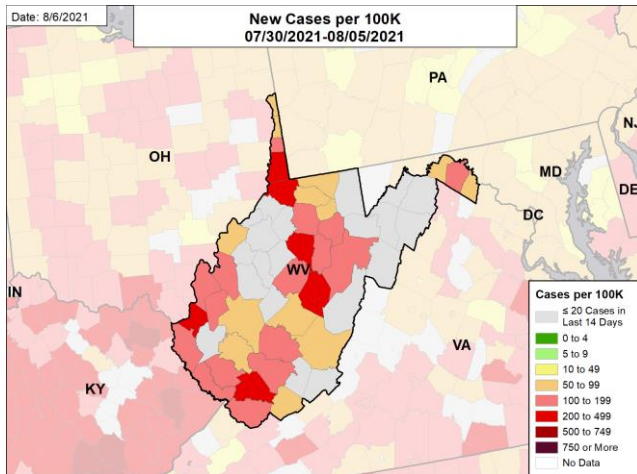 Date: 8/6/2021
New Cases per 100K
07/30/2021-08/05/2021
PA
OH
NJ
MD
DE
DC
WV
IN
VA
KY
Cases per 100K
≤ 20 Cases in
Last 14 Days
0 to 4
5 to 9
10 to 49
50 to 99
100 to 199
200 to 499
500 to 749
750 or More
No Data